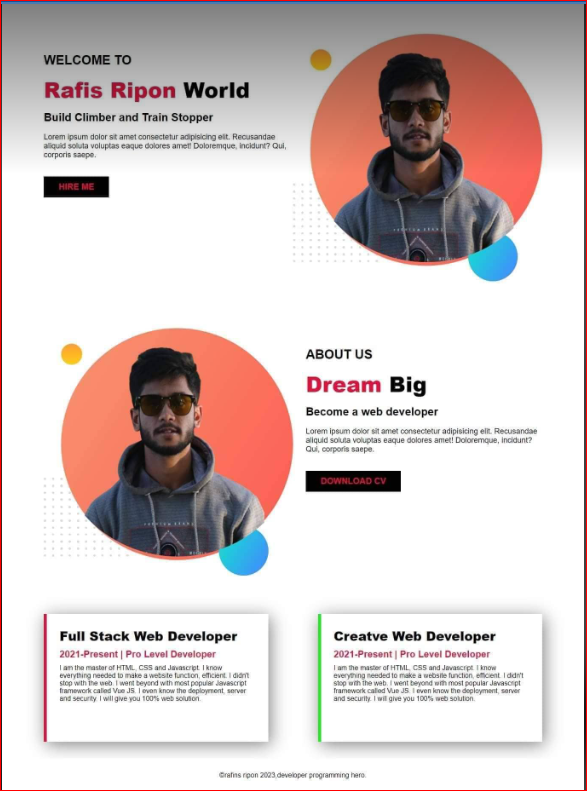 WELCOME TO
Rafis Ripon World
Build Climber and Train Stopper
Lorem ipsum dolor sit amet consectetur adipisicing elit. Recusandae
aliquid soluta voluptas eaque dolores amet! Doloremque, incidunt? Qui,
corporis saepe.
HIRE ME
ABOUT US
Dream Big
Become a web developer
Lorem ipsum dolor sit amet consectetur adipisicing elit. Recusandae
aliquid soluta voluptas eaque dolores amet! Doloremque, incidunt?
Qui, corporis saepe.
DOWNLOAD CV
Full Stack Web Developer
2021-Present | Pro Level Developer
I am the master of HTML, CSS and Javascript. I know
everything needed to make a website function, efficient. I didn't
stop with the web. I went beyond with most popular Javascript
framework called Vue JS. I even know the deployment, server
and security. I will give you 100% web solution.
Creatve Web Developer
2021-Present | Pro Level Developer
I am the master of HTML, CSS and Javascript. I know
everything needed to make a website function, efficient. I didn't
stop with the web. I went beyond with most popular Javascript
framework called Vue JS. I even know the deployment, server
and security. I will give you 100% web solution.
©rafins ripon 2023,developer programming hero.